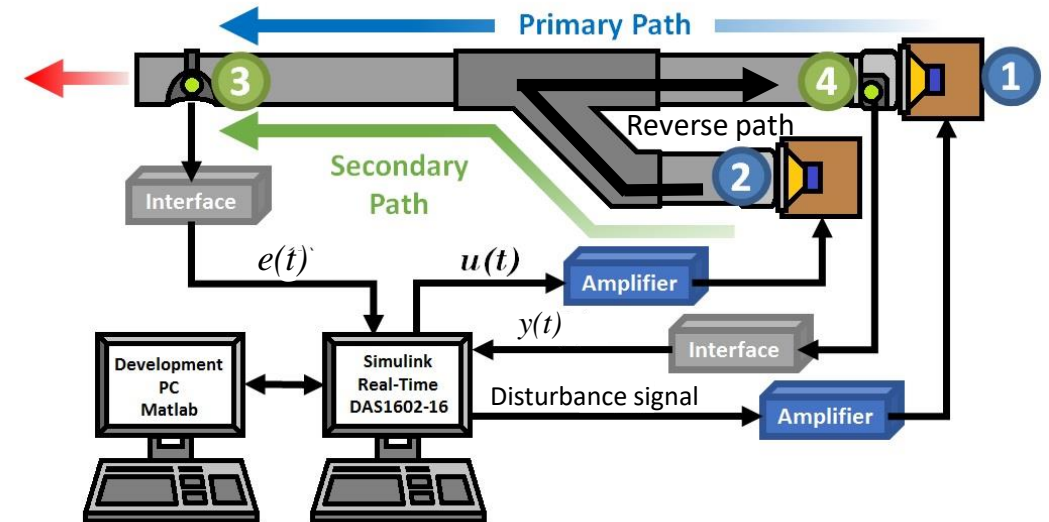 Primary Path
3
4
1
Reverse path
2
Secondary
Path
Interface
e(t)
u(t)
Amplifier
y(t)
Interface
Development
PC
Matlab
Simulink
Real-Time
DAS1602-16
Disturbance signal
Amplifier